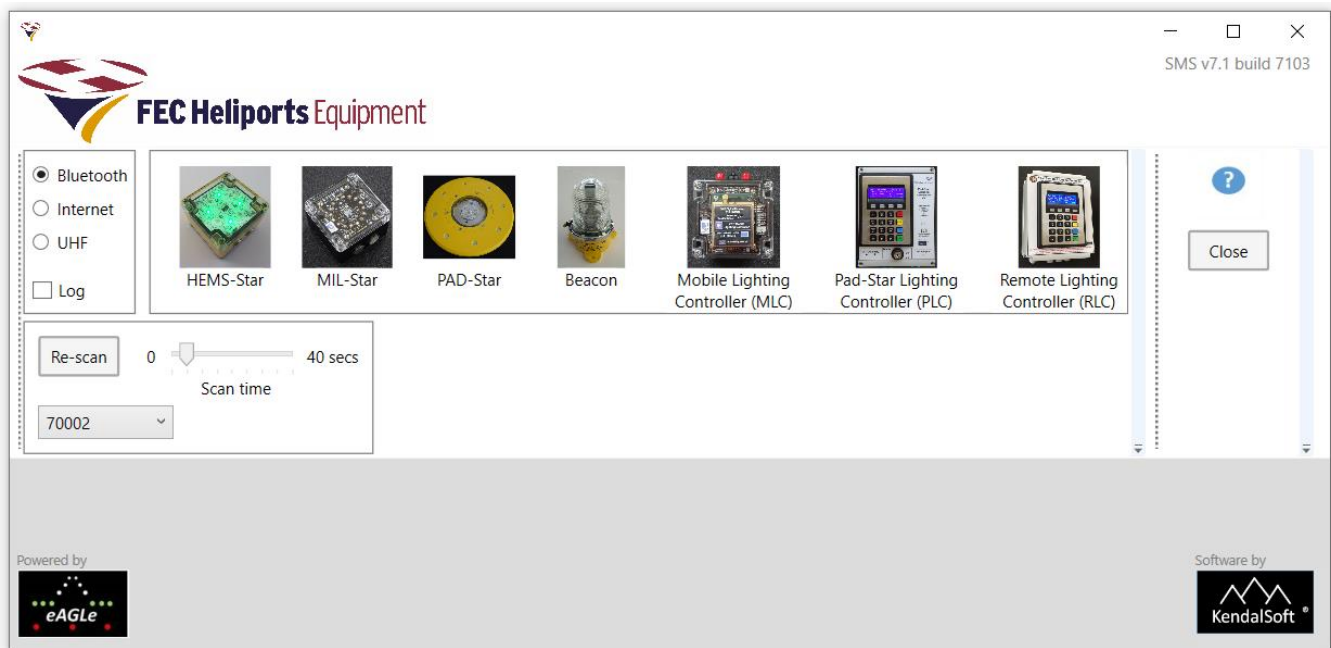 SMS v7.1 build 7103
FEC Heliports Equipment
Bluetooth
Internet
UHF
Log
HEMS-Star
MIL-Star
PAD-Star
Beacon
Mobile Lighting
Controller (MLC)
Pad-Star Lighting
Controller (PLC)
Remote Lighting
Controller (RLC)
?
Close
Re-scan
0
40 secs
Scan time
70002
Powered by
eAGLe
Software by
KendalSoft ®